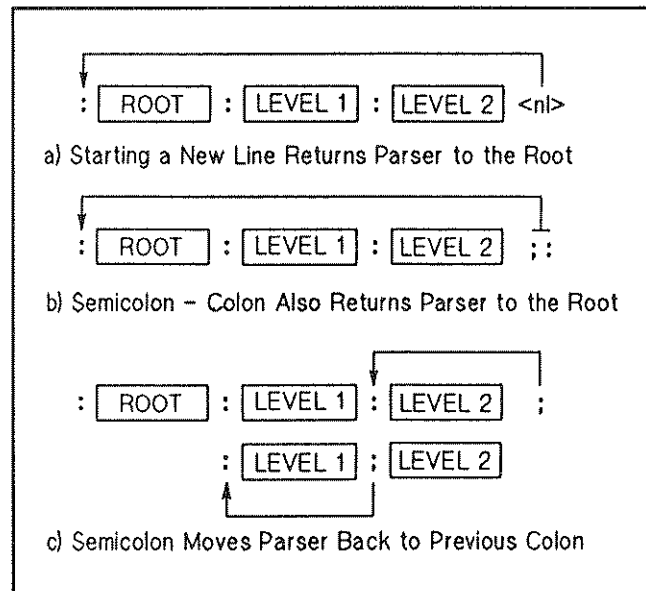 : ROOT : LEVEL 1 : LEVEL 2 <nl>
a) Starting a New Line Returns Parser to the Root
: ROOT : LEVEL 1 : LEVEL 2 ;:
b) Semicolon – Colon Also Returns Parser to the Root
: ROOT : LEVEL 1 : LEVEL 2 ;
: LEVEL 1 ; LEVEL 2
c) Semicolon Moves Parser Back to Previous Colon